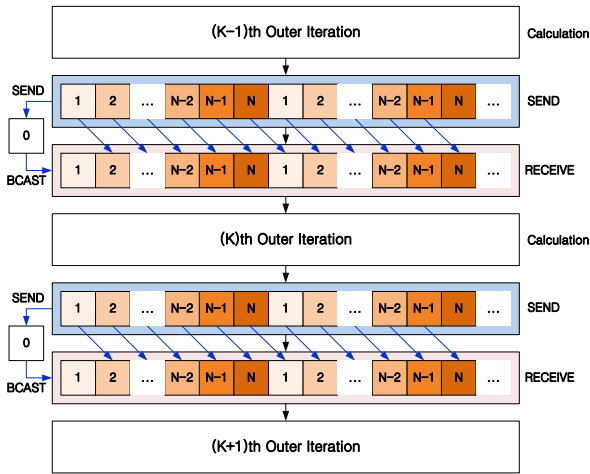 (K-1)th Outer Iteration
Calculation
SEND
1 2 ... N-2 N-1 N 1 2 ... N-2 N-1 N ...
SEND
0
BCAST
1 2 ... N-2 N-1 N 1 2 ... N-2 N-1 N ...
RECEIVE
(K)th Outer Iteration
Calculation
SEND
1 2 ... N-2 N-1 N 1 2 ... N-2 N-1 N ...
SEND
0
BCAST
1 2 ... N-2 N-1 N 1 2 ... N-2 N-1 N ...
RECEIVE
(K+1)th Outer Iteration